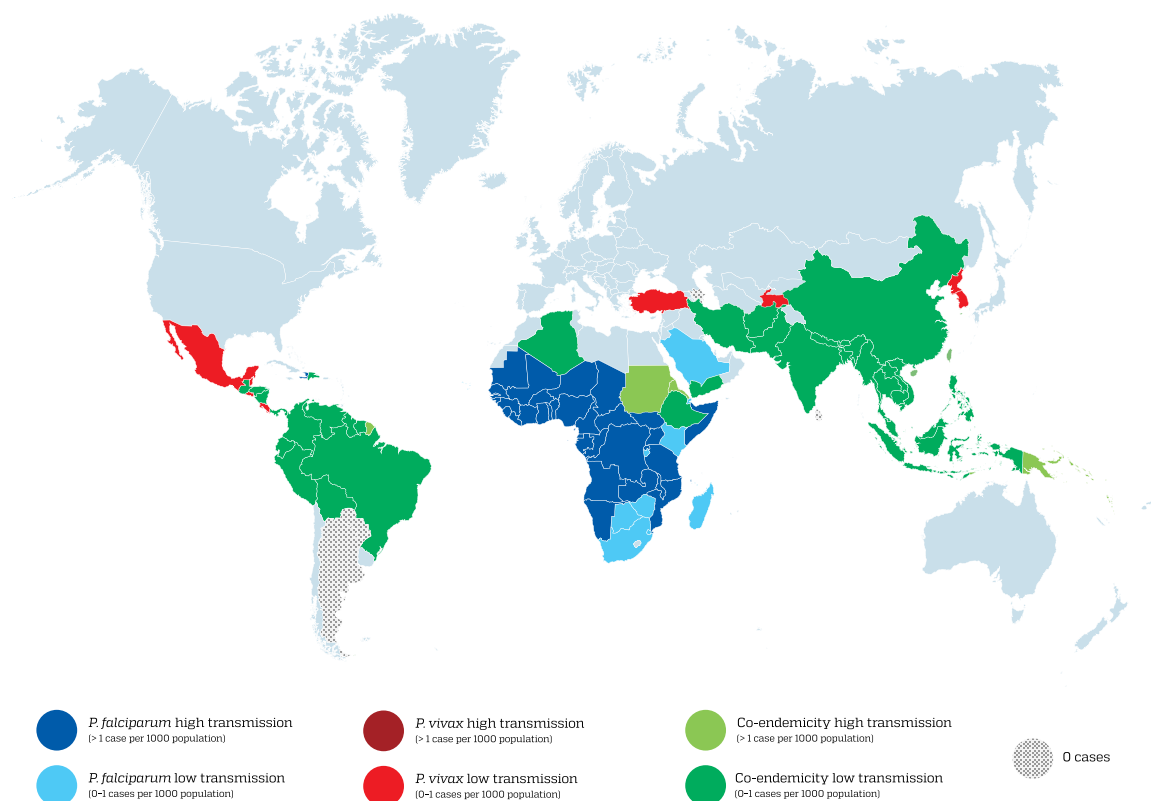 P. falciparum high transmission
(> 1 case per 1000 population)
P. vivax high transmission
(> 1 case per 1000 population)
Co-endemicity high transmission
(> 1 case per 1000 population)
0 cases
P. falciparum low transmission
(0–1 cases per 1000 population)
P. vivax low transmission
(0–1 cases per 1000 population)
Co-endemicity low transmission
(0–1 cases per 1000 population)